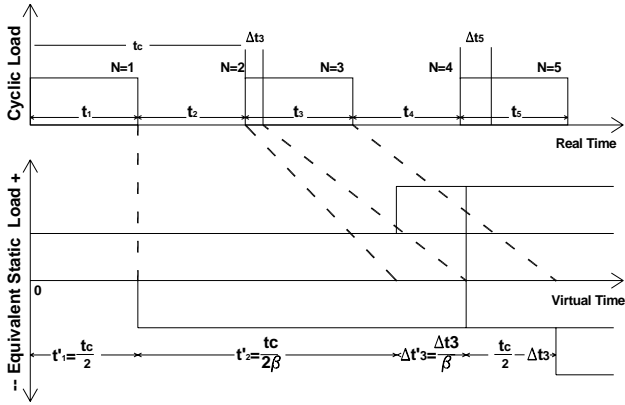 Cyclic Load
tc
Δt3
Δt5
N=1
N=2
N=3
N=4
N=5
t1
t2
t3
t4
t5
Real Time
-- Equivalent Static Load +
0
Virtual Time
t'1=tc/2
t'2=tc/2β
Δt'3=Δt3/β
tc/2-Δt3